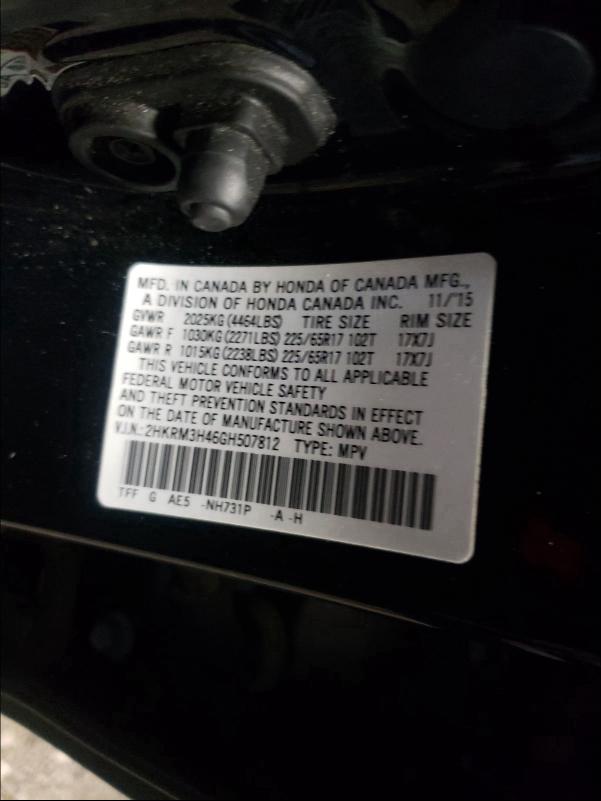 MFD. IN CANADA BY HONDA OF CANADA MFG.,
A DIVISION OF HONDA CANADA INC. 11/'15
GVWR 2025KG(4464LBS) TIRE SIZE RIM SIZE
GAWR F 1030KG(2271LBS) 225/65R17 102T 17X7J
GAWR R 1015KG(2238LBS) 225/65R17 102T 17X7J
THIS VEHICLE CONFORMS TO ALL APPLICABLE
FEDERAL MOTOR VEHICLE SAFETY
AND THEFT PREVENTION STANDARDS IN EFFECT
ON THE DATE OF MANUFACTURE SHOWN ABOVE.
V.I.N.: 2HKRM3H46GH507812 TYPE: MPV
TFF G AE5 -NH731P -A -H